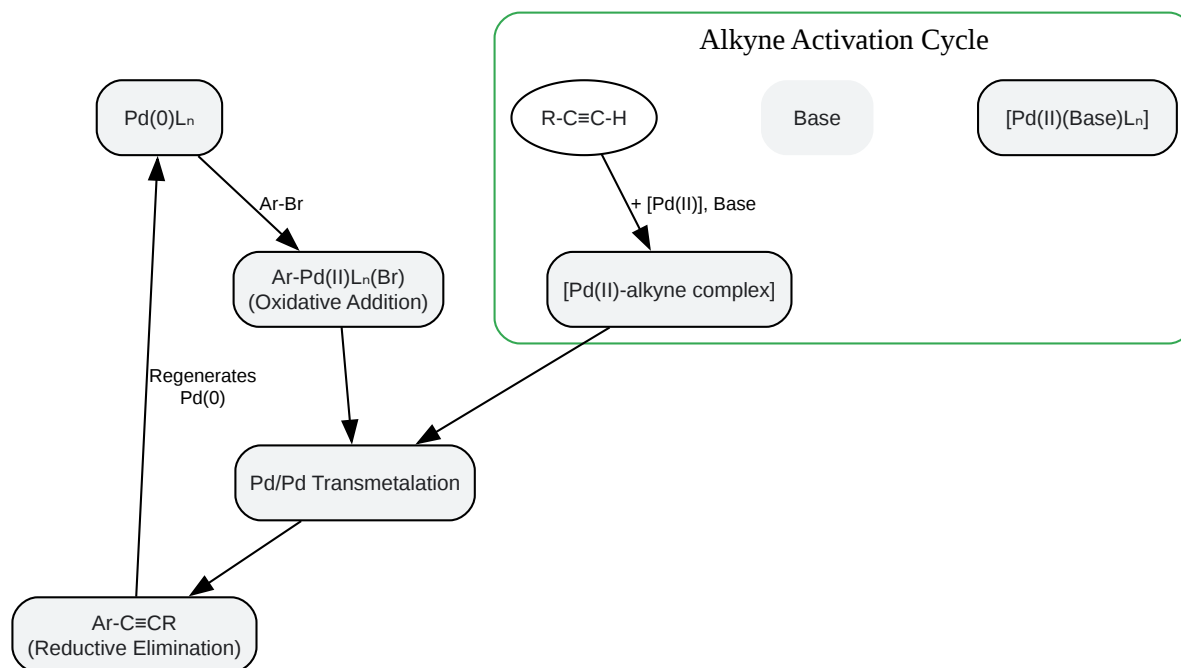 Alkyne Activation Cycle
Pd(0)Lₙ
R-C≡C-H
Base
[Pd(II)(Base)Lₙ]
Ar-Br
+ [Pd(II)], Base
Ar-Pd(II)Lₙ(Br)
(Oxidative Addition)
[Pd(II)-alkyne complex]
Regenerates
Pd(0)
Pd/Pd Transmetalation
Ar-C≡CR
(Reductive Elimination)